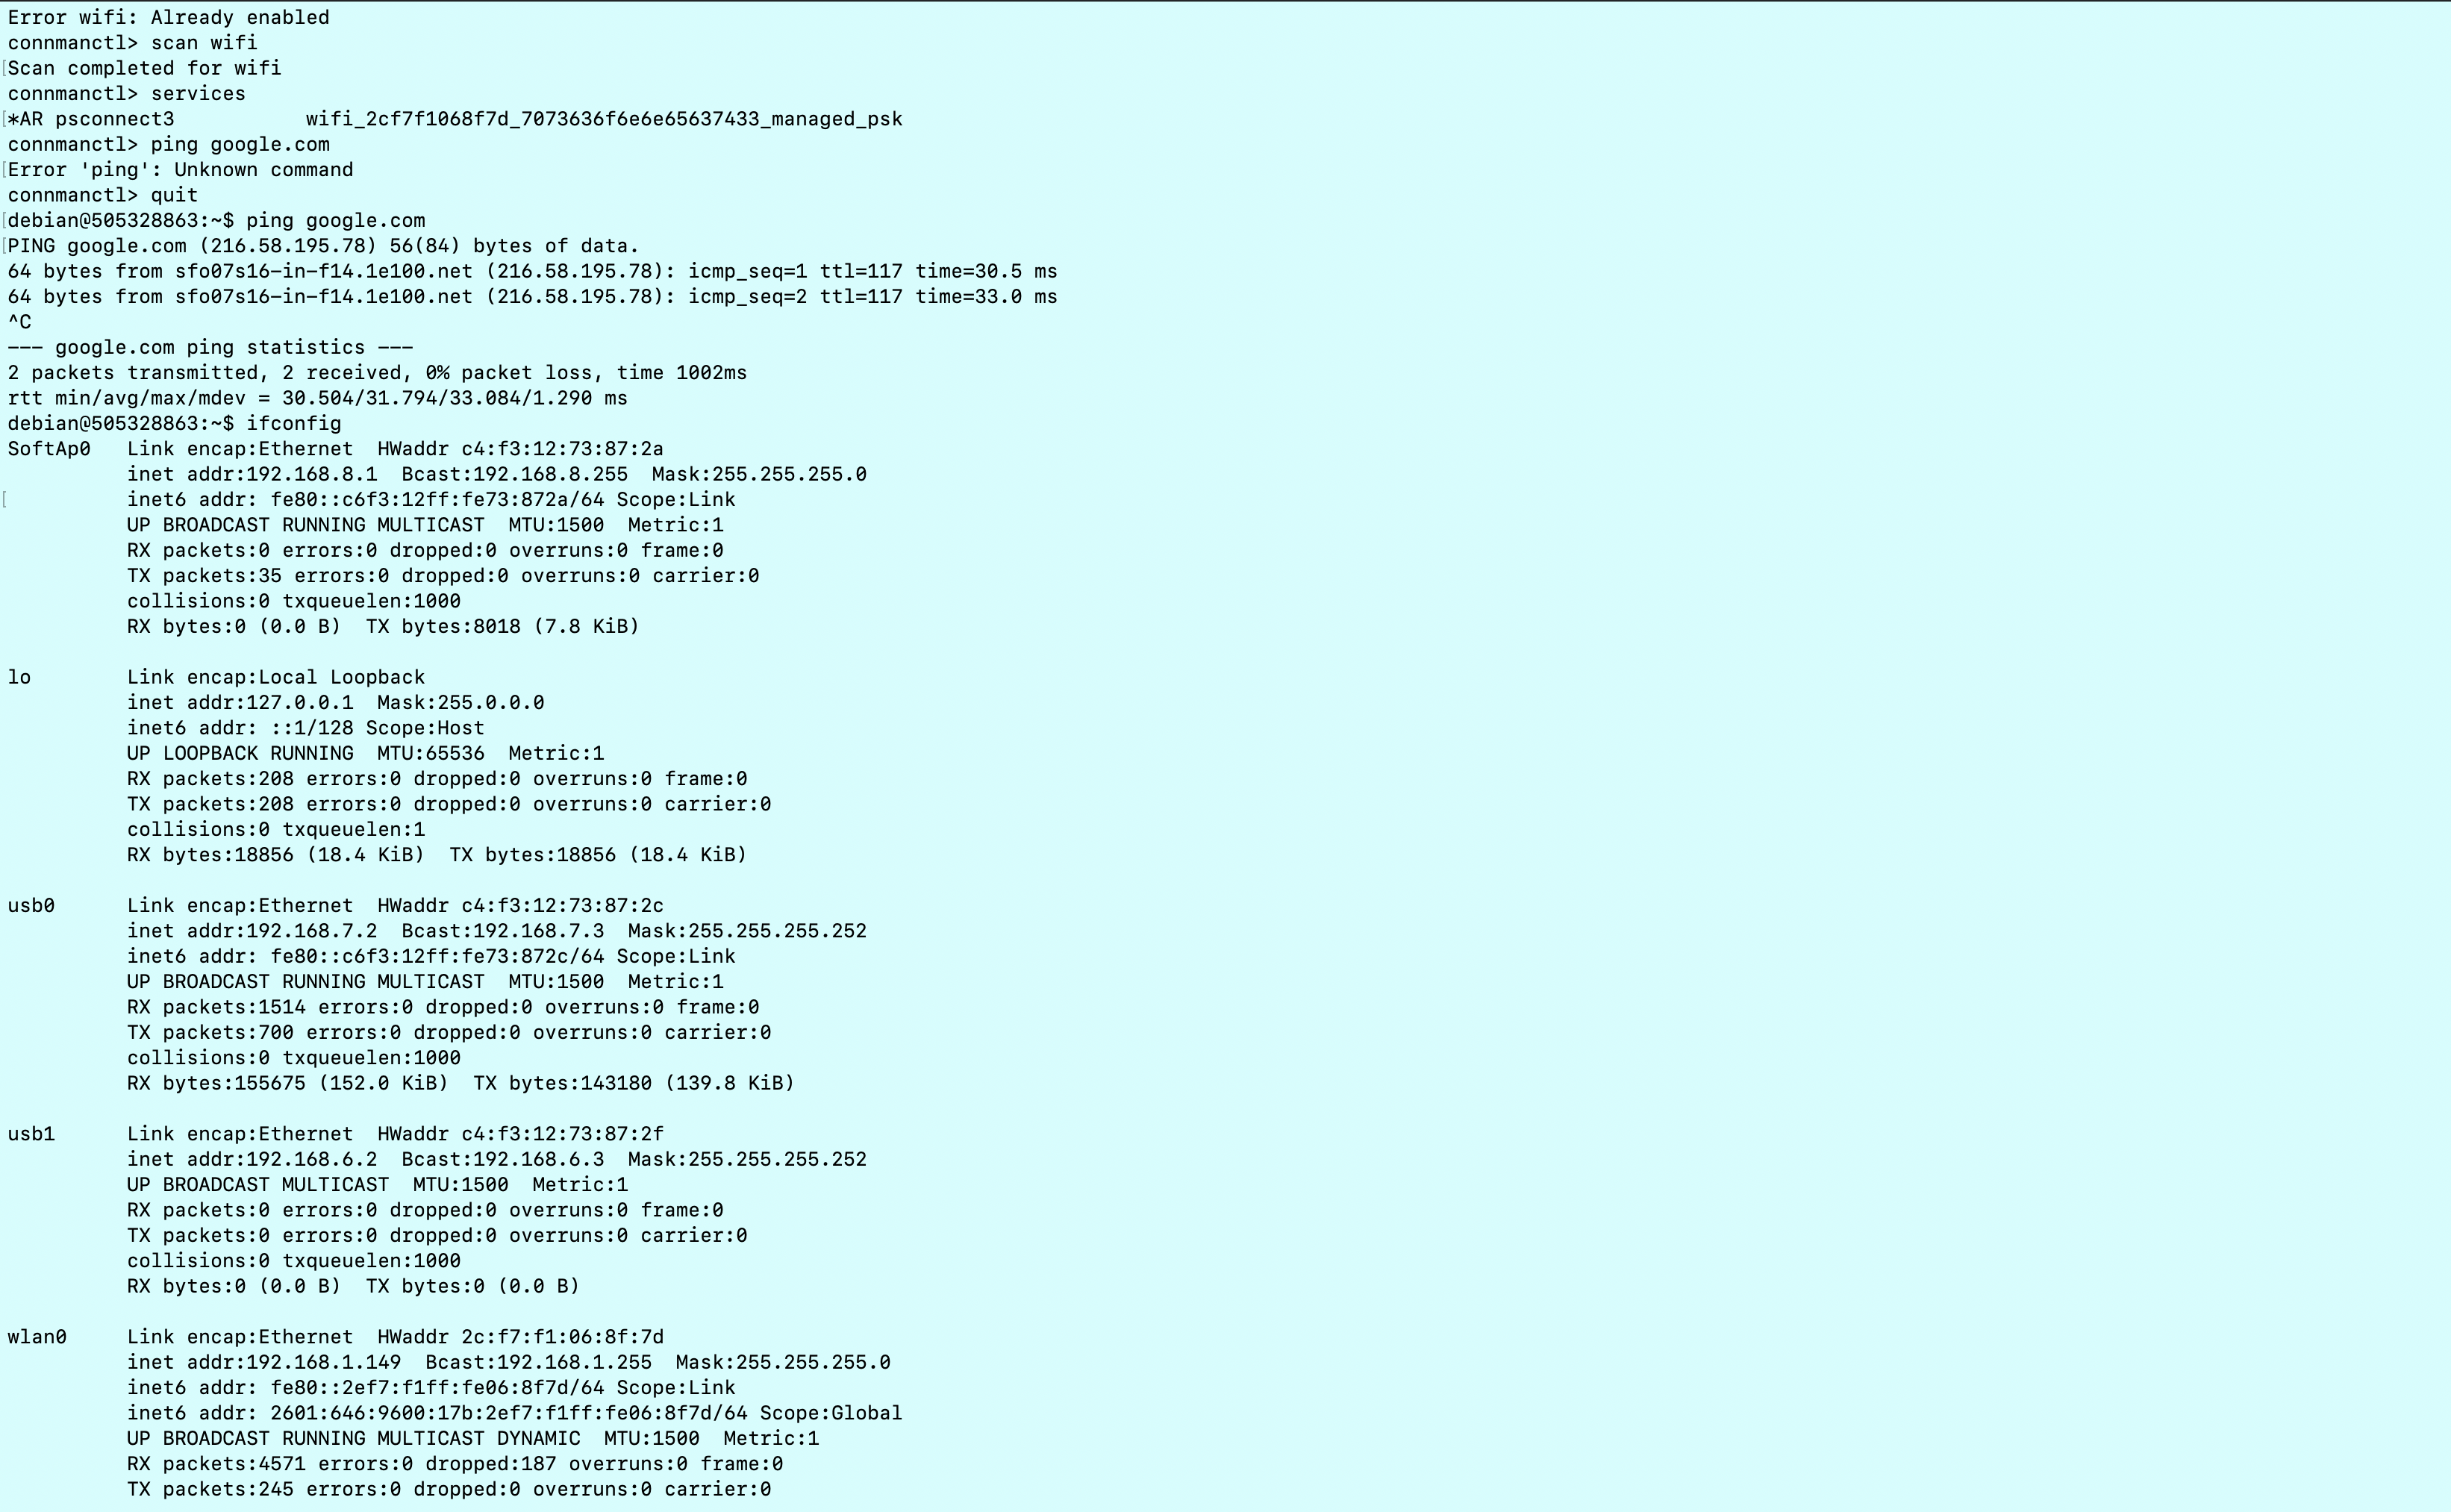 Error wifi: Already enabled
connmanctl> scan wifi
[Scan completed for wifi
connmanctl> services
[*AR psconnect3           wifi_2cf7f1068f7d_7073636f6e6e65637433_managed_psk
connmanctl> ping google.com
[Error 'ping': Unknown command
connmanctl> quit
[debian@505328863:~$ ping google.com
[PING google.com (216.58.195.78) 56(84) bytes of data.
64 bytes from sfo07s16-in-f14.1e100.net (216.58.195.78): icmp_seq=1 ttl=117 time=30.5 ms
64 bytes from sfo07s16-in-f14.1e100.net (216.58.195.78): icmp_seq=2 ttl=117 time=33.0 ms
^C
--- google.com ping statistics ---
2 packets transmitted, 2 received, 0% packet loss, time 1002ms
rtt min/avg/max/mdev = 30.504/31.794/33.084/1.290 ms
debian@505328863:~$ ifconfig
SoftAp0   Link encap:Ethernet  HWaddr c4:f3:12:73:87:2a
          inet addr:192.168.8.1  Bcast:192.168.8.255  Mask:255.255.255.0
[         inet6 addr: fe80::c6f3:12ff:fe73:872a/64 Scope:Link
          UP BROADCAST RUNNING MULTICAST  MTU:1500  Metric:1
          RX packets:0 errors:0 dropped:0 overruns:0 frame:0
          TX packets:35 errors:0 dropped:0 overruns:0 carrier:0
          collisions:0 txqueuelen:1000
          RX bytes:0 (0.0 B)  TX bytes:8018 (7.8 KiB)

lo        Link encap:Local Loopback
          inet addr:127.0.0.1  Mask:255.0.0.0
          inet6 addr: ::1/128 Scope:Host
          UP LOOPBACK RUNNING  MTU:65536  Metric:1
          RX packets:208 errors:0 dropped:0 overruns:0 frame:0
          TX packets:208 errors:0 dropped:0 overruns:0 carrier:0
          collisions:0 txqueuelen:1
          RX bytes:18856 (18.4 KiB)  TX bytes:18856 (18.4 KiB)

usb0      Link encap:Ethernet  HWaddr c4:f3:12:73:87:2c
          inet addr:192.168.7.2  Bcast:192.168.7.3  Mask:255.255.255.252
          inet6 addr: fe80::c6f3:12ff:fe73:872c/64 Scope:Link
          UP BROADCAST RUNNING MULTICAST  MTU:1500  Metric:1
          RX packets:1514 errors:0 dropped:0 overruns:0 frame:0
          TX packets:700 errors:0 dropped:0 overruns:0 carrier:0
          collisions:0 txqueuelen:1000
          RX bytes:155675 (152.0 KiB)  TX bytes:143180 (139.8 KiB)

usb1      Link encap:Ethernet  HWaddr c4:f3:12:73:87:2f
          inet addr:192.168.6.2  Bcast:192.168.6.3  Mask:255.255.255.252
          UP BROADCAST MULTICAST  MTU:1500  Metric:1
          RX packets:0 errors:0 dropped:0 overruns:0 frame:0
          TX packets:0 errors:0 dropped:0 overruns:0 carrier:0
          collisions:0 txqueuelen:1000
          RX bytes:0 (0.0 B)  TX bytes:0 (0.0 B)

wlan0     Link encap:Ethernet  HWaddr 2c:f7:f1:06:8f:7d
          inet addr:192.168.1.149  Bcast:192.168.1.255  Mask:255.255.255.0
          inet6 addr: fe80::2ef7:f1ff:fe06:8f7d/64 Scope:Link
          inet6 addr: 2601:646:9600:17b:2ef7:f1ff:fe06:8f7d/64 Scope:Global
          UP BROADCAST RUNNING MULTICAST DYNAMIC  MTU:1500  Metric:1
          RX packets:4571 errors:0 dropped:187 overruns:0 frame:0
          TX packets:245 errors:0 dropped:0 overruns:0 carrier:0